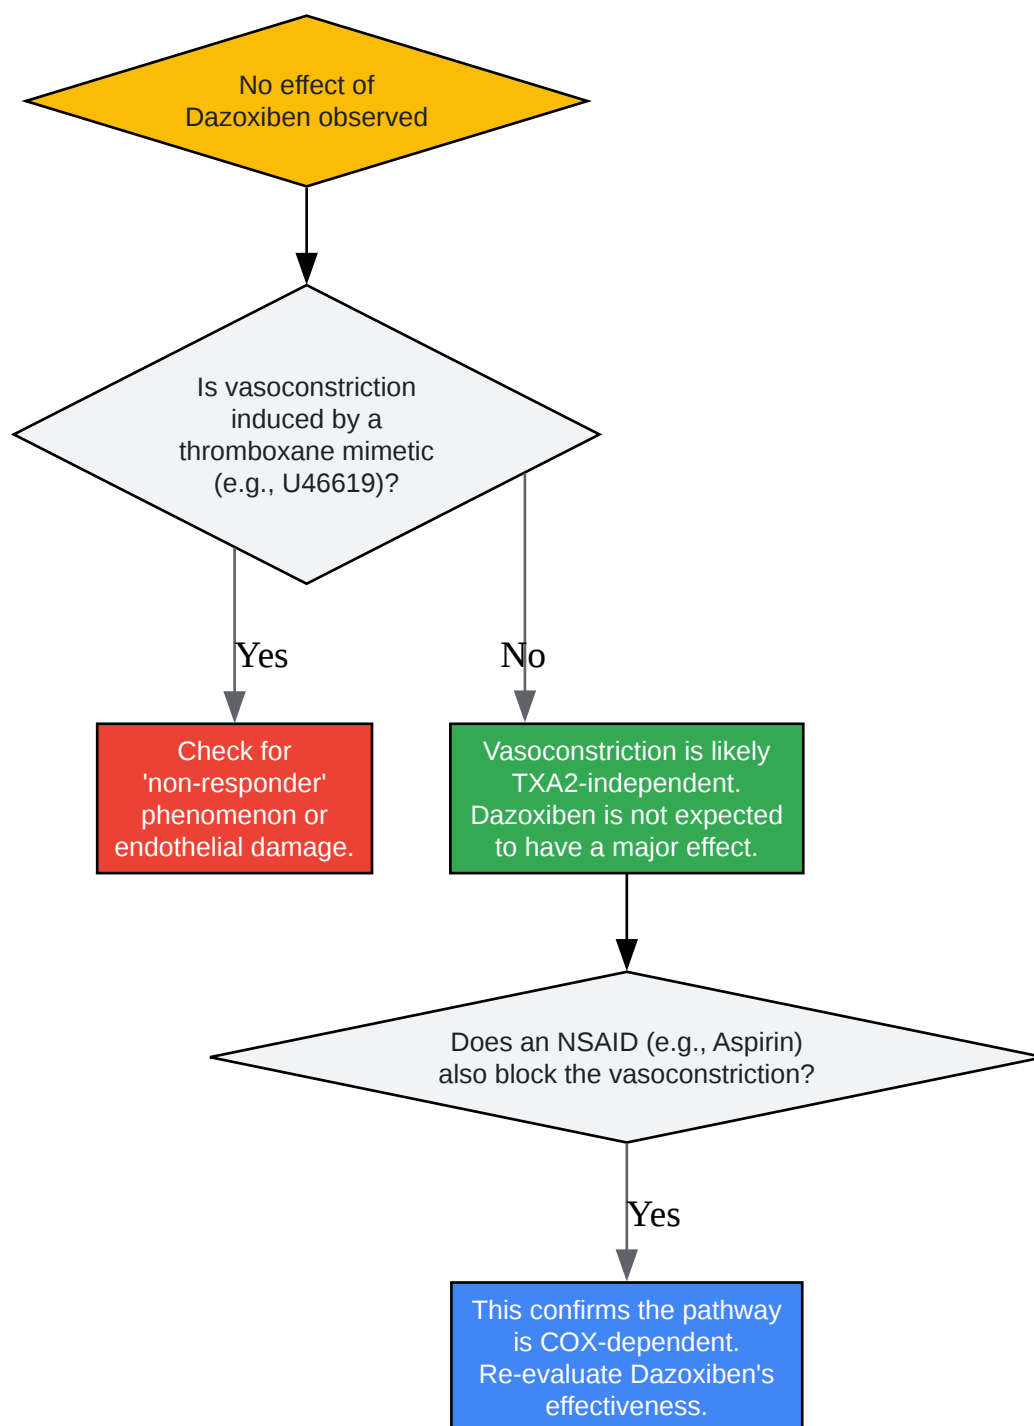 No effect of
Dazoxiben observed
Is vasoconstriction
induced by a
thromboxane mimetic
(e.g., U46619)?
Yes
No
Check for
'non-responder'
phenomenon or
endothelial damage.
Vasoconstriction is likely
TXA2-independent.
Dazoxiben is not expected
to have a major effect.
Does an NSAID (e.g., Aspirin)
also block the vasoconstriction?
Yes
This confirms the pathway
is COX-dependent.
Re-evaluate Dazoxiben's
effectiveness.